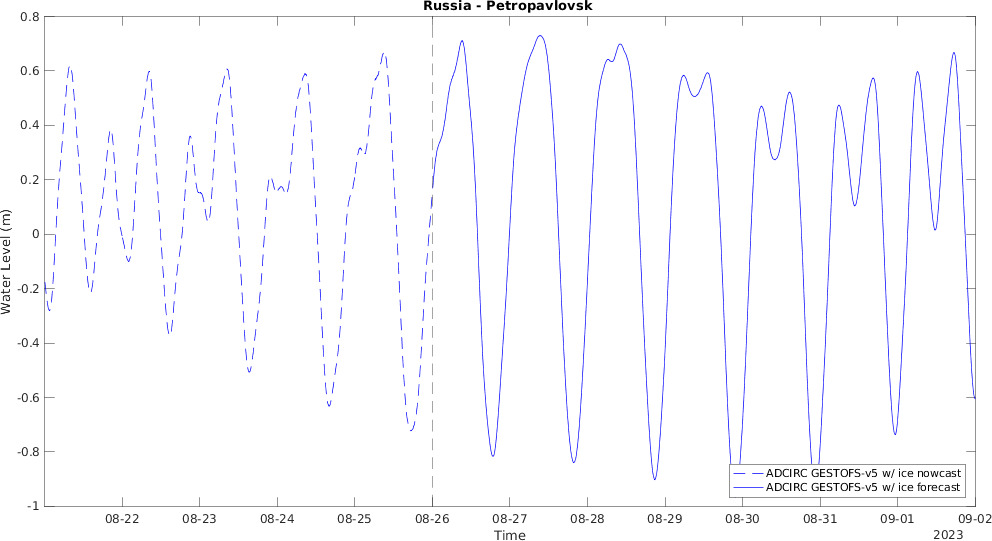 Russia - Petropavlovsk
Water Level (m)
0.8
0.6
0.4
0.2
0
-0.2
-0.4
-0.6
-0.8
-1
ADCIRC GESTOFS-v5 w/ ice nowcast
ADCIRC GESTOFS-v5 w/ ice forecast
08-22 08-23 08-24 08-25 08-26 08-27 08-28 08-29 08-30 08-31 09-01 09-02
Time
2023